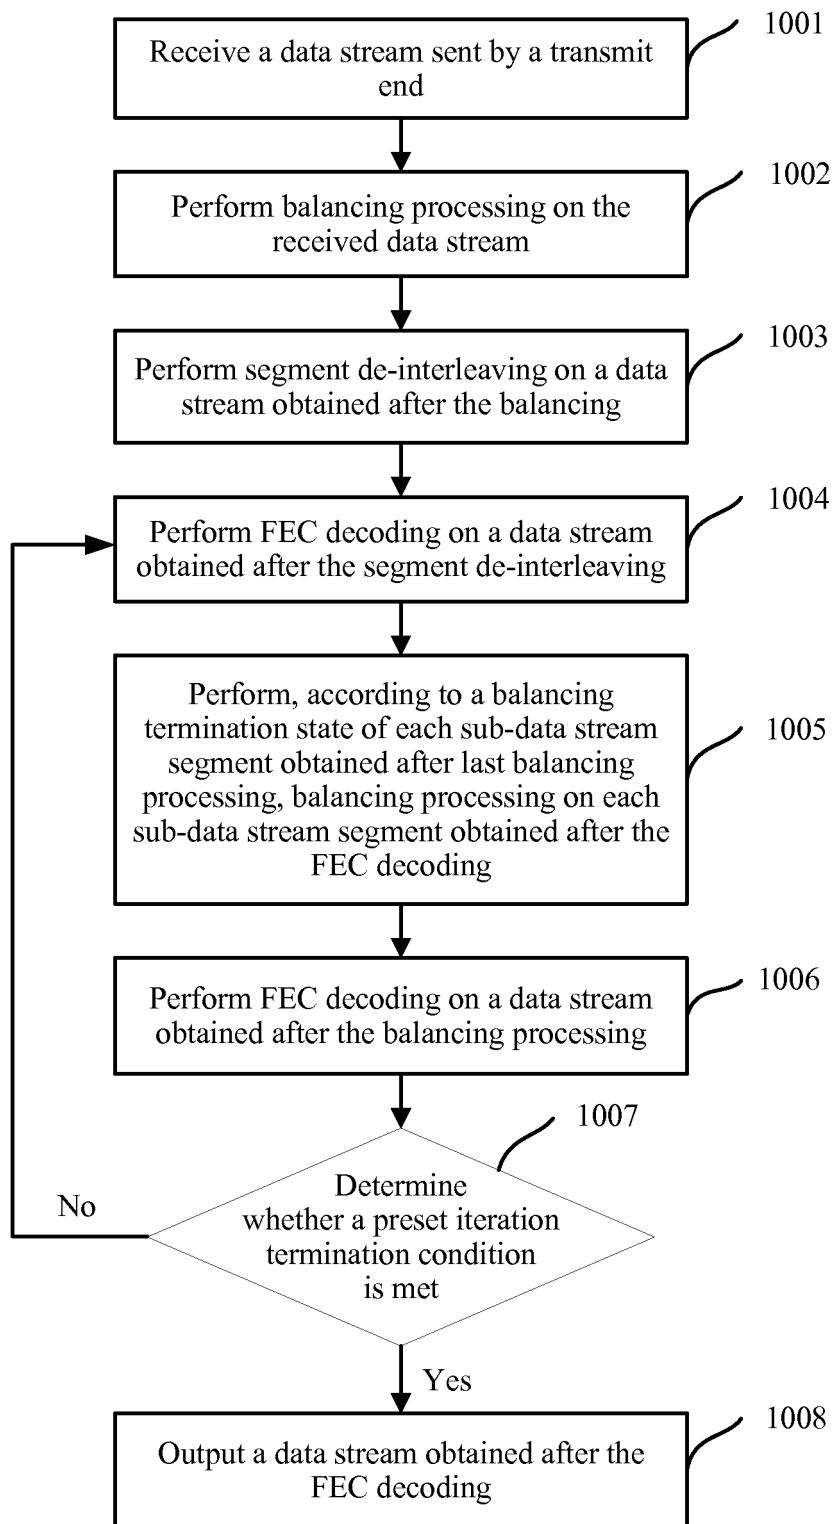 1001
Receive a data stream sent by a transmit
end
1002
Perform balancing processing on the
received data stream
1003
Perform segment de-interleaving on a data
stream obtained after the balancing
1004
Perform FEC decoding on a data stream
obtained after the segment de-interleaving
1005
Perform, according to a balancing
termination state of each sub-data stream
segment obtained after last balancing
processing, balancing processing on each
sub-data stream segment obtained after the
FEC decoding
1006
Perform FEC decoding on a data stream
obtained after the balancing processing
1007
Determine
whether a preset iteration
termination condition
is met
No
Yes
1008
Output a data stream obtained after the
FEC decoding